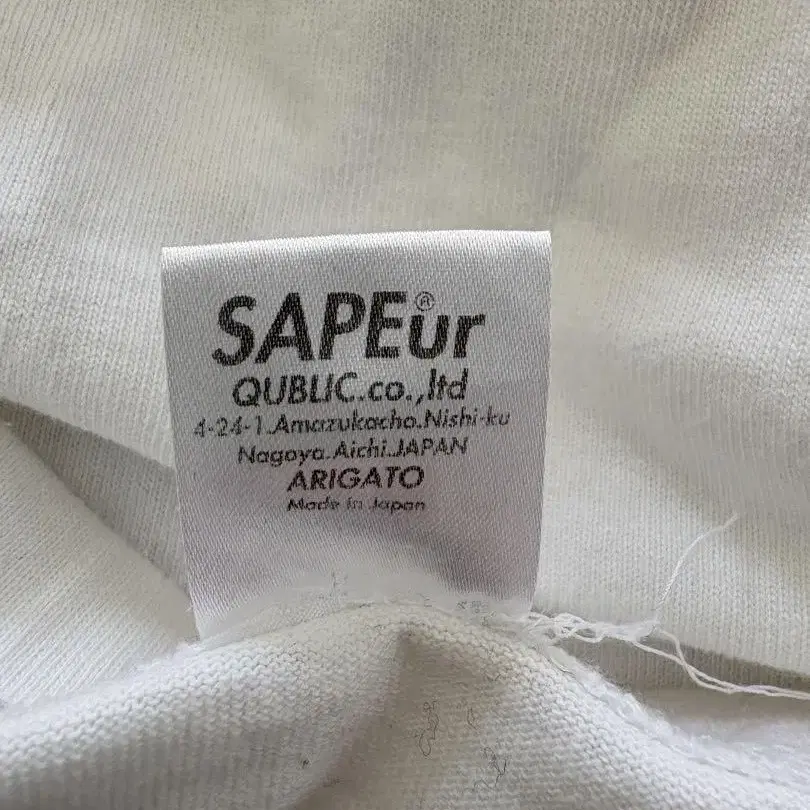 SAPEur®
QUBLIC.co.,ltd
4-24-1.Amazukacho.Nishi-ku
Nagoya.Aichi.JAPAN
ARIGATO
Made in Japan